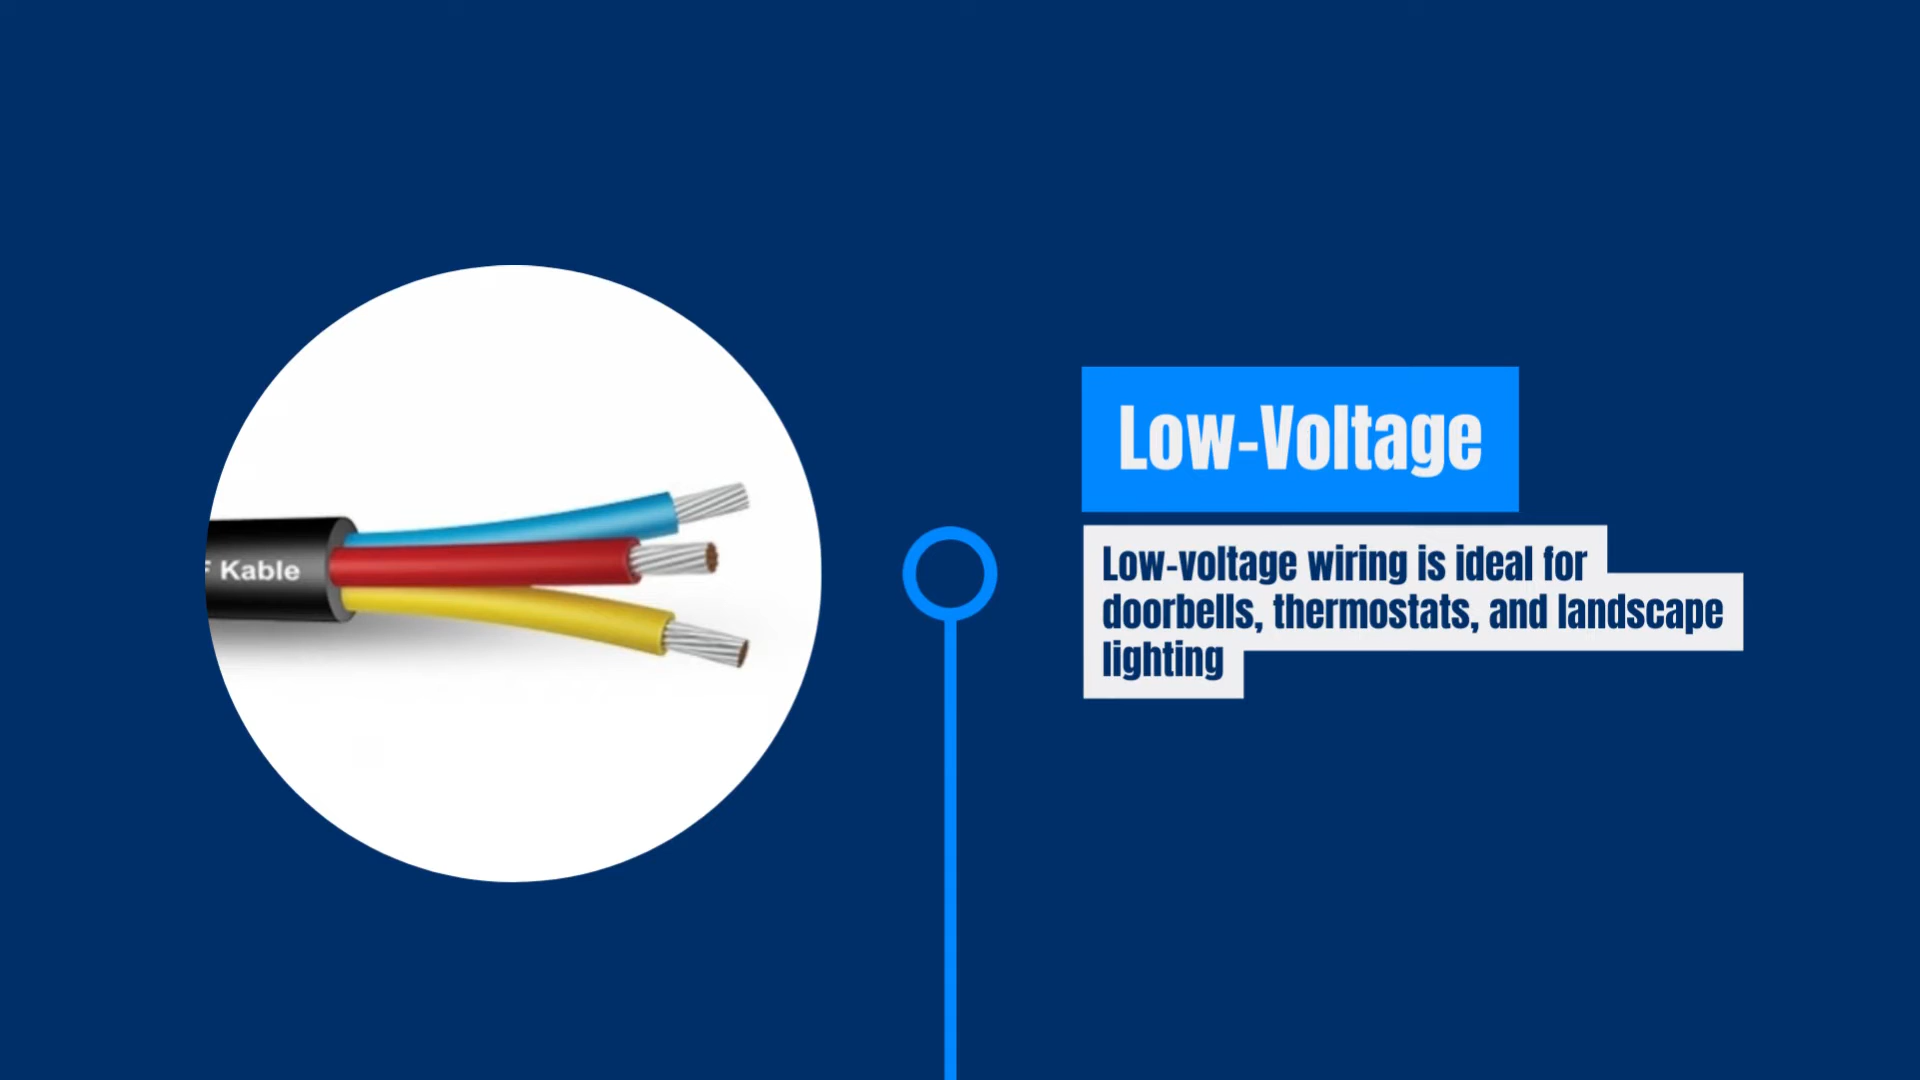 Kable
Low-Voltage
Low-voltage wiring is ideal for
doorbells, thermostats, and landscape
lighting